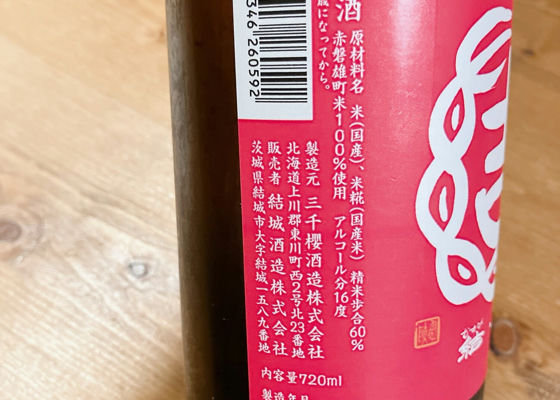 346 260592
酒
歳になってから。
原材料名 米(国産)、米糀(国産米) 精米歩合60%
赤磐雄町米100%使用 アルコール分16度
製造元 三千櫻酒造株式会社
北海道上川郡東川町西2号北23番地
販売者 結城酒造株式会社
茨城県結城市大字結城一五八九番地
内容量720ml
製造年月